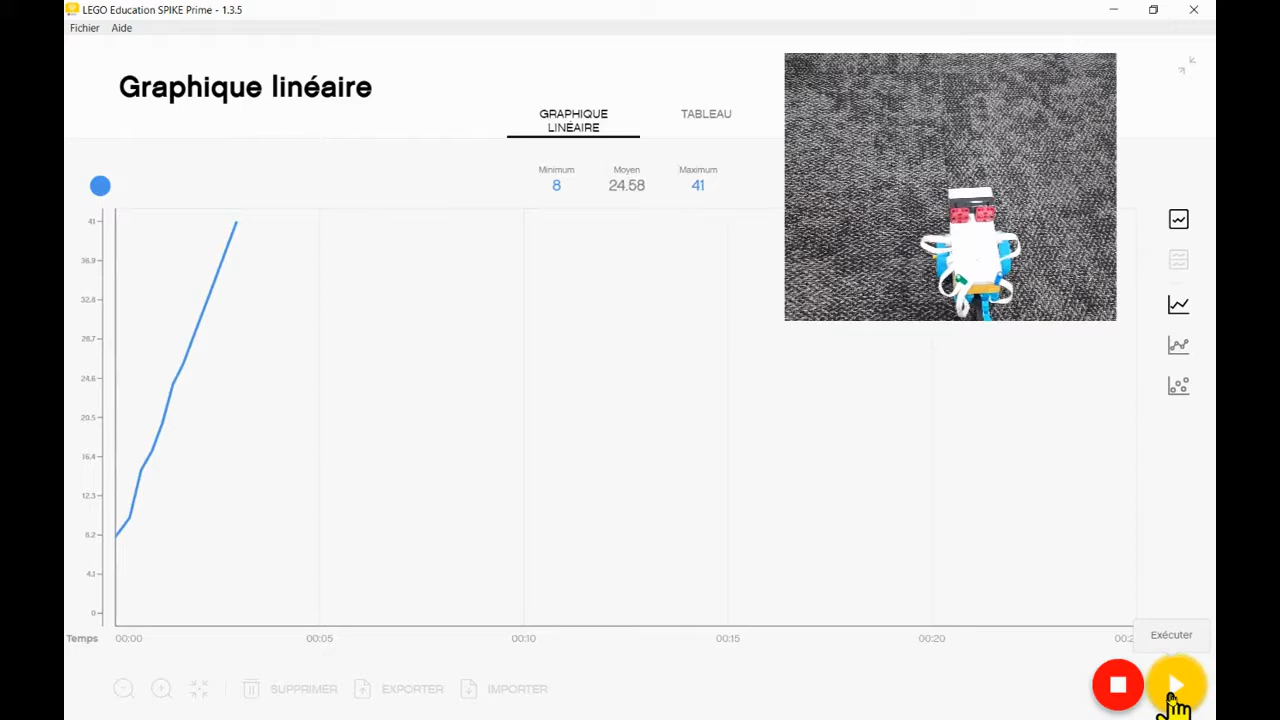 LEGO Education SPIKE Prime - 1.3.5
Fichier Aide
Graphique linéaire
GRAPHIQUE
LINÉAIRE
TABLEAU
Minimum Moyen Maximum
8 24.58 41
41
36.9
32.8
28.7
24.6
20.5
16.4
12.3
8.2
4.1
0
Temps 00:00 00:05 00:10 00:15 00:20
Exécuter
SUPPRIMER EXPORTER IMPORTER